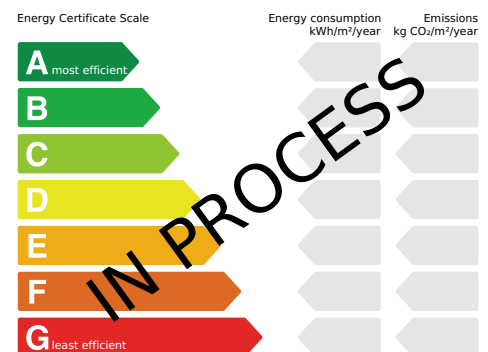 Energy Certificate Scale
Energy consumption
kWh/m²/year
Emissions
kg CO₂/m²/year
A most efficient
B
C
D
E
F
G least efficient
IN PROCESS